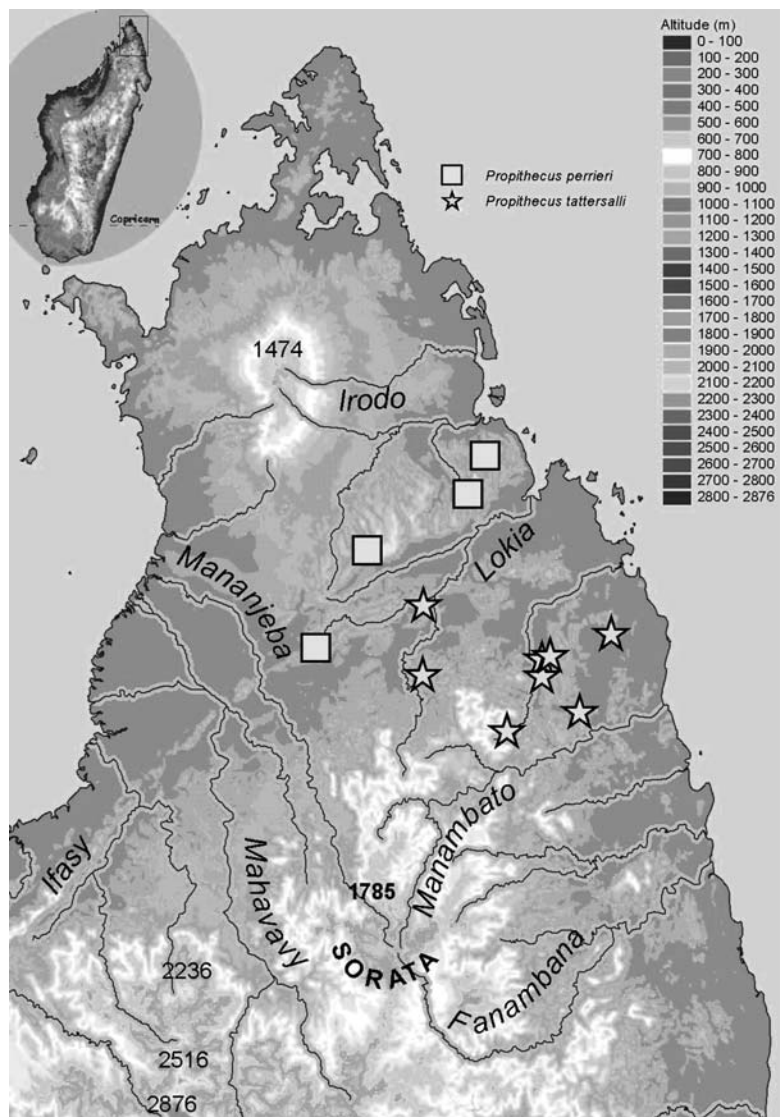 Altitude (m)
0 - 100
100 - 200
200 - 300
300 - 400
400 - 500
500 - 600
600 - 700
700 - 800
800 - 900
900 - 1000
1000 - 1100
1100 - 1200
1200 - 1300
1300 - 1400
1400 - 1500
1500 - 1600
1600 - 1700
1700 - 1800
1800 - 1900
1900 - 2000
2000 - 2100
2100 - 2200
2200 - 2300
2300 - 2400
2400 - 2500
2500 - 2600
2600 - 2700
2700 - 2800
2800 - 2876
Propithecus perrieri
Propithecus tattersalli
Copricorn
1474
Irodo
Lokia
Mananjeba
Manambato
Ifasy
Mahavavy
1785
SORATA
Fanambana
2236
2516
2876